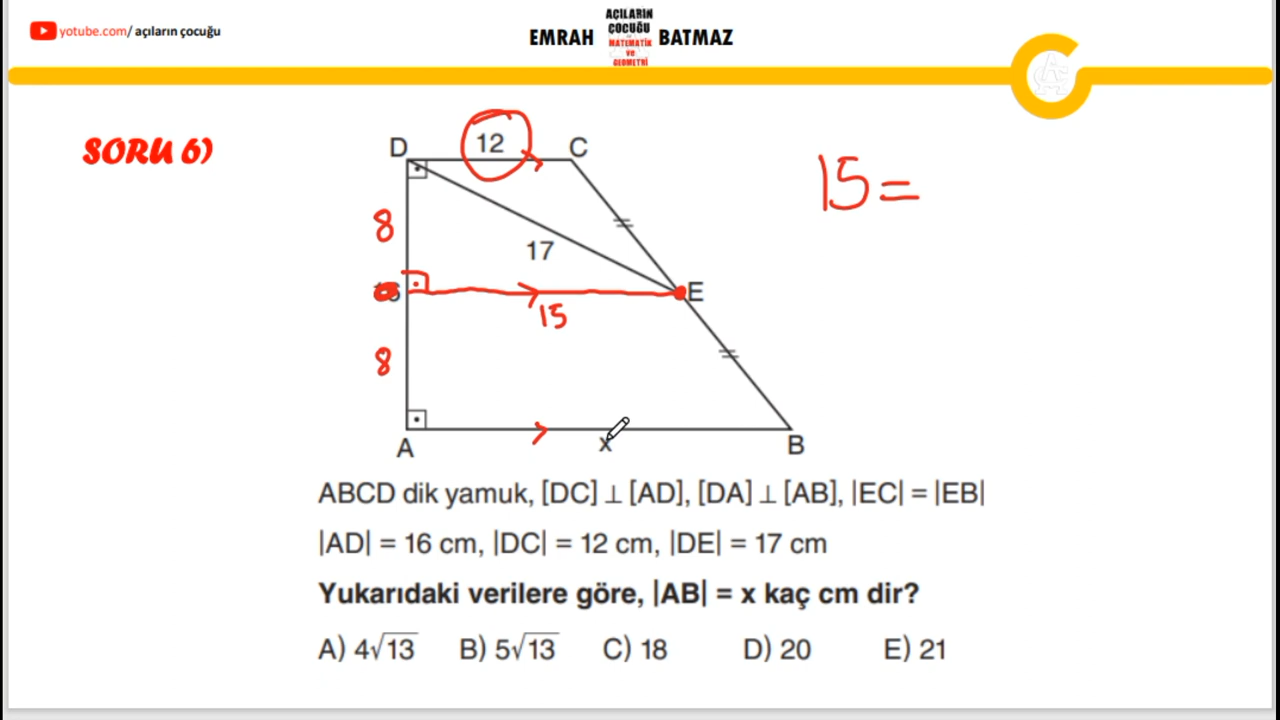 yotube.com/ açıların çocuğu
EMRAH
AÇILARIN
ÇOCUĞU
MATEMATİK
ve
GEOMETRİ
BATMAZ
SORU 6)
D
12
C
15=
8
17
E
15
8
A
x
B
ABCD dik yamuk, [DC] ⊥ [AD], [DA] ⊥ [AB], |EC| = |EB|
|AD| = 16 cm, |DC| = 12 cm, |DE| = 17 cm
Yukarıdaki verilere göre, |AB| = x kaç cm dir?
A) 4√13 B) 5√13 C) 18 D) 20 E) 21